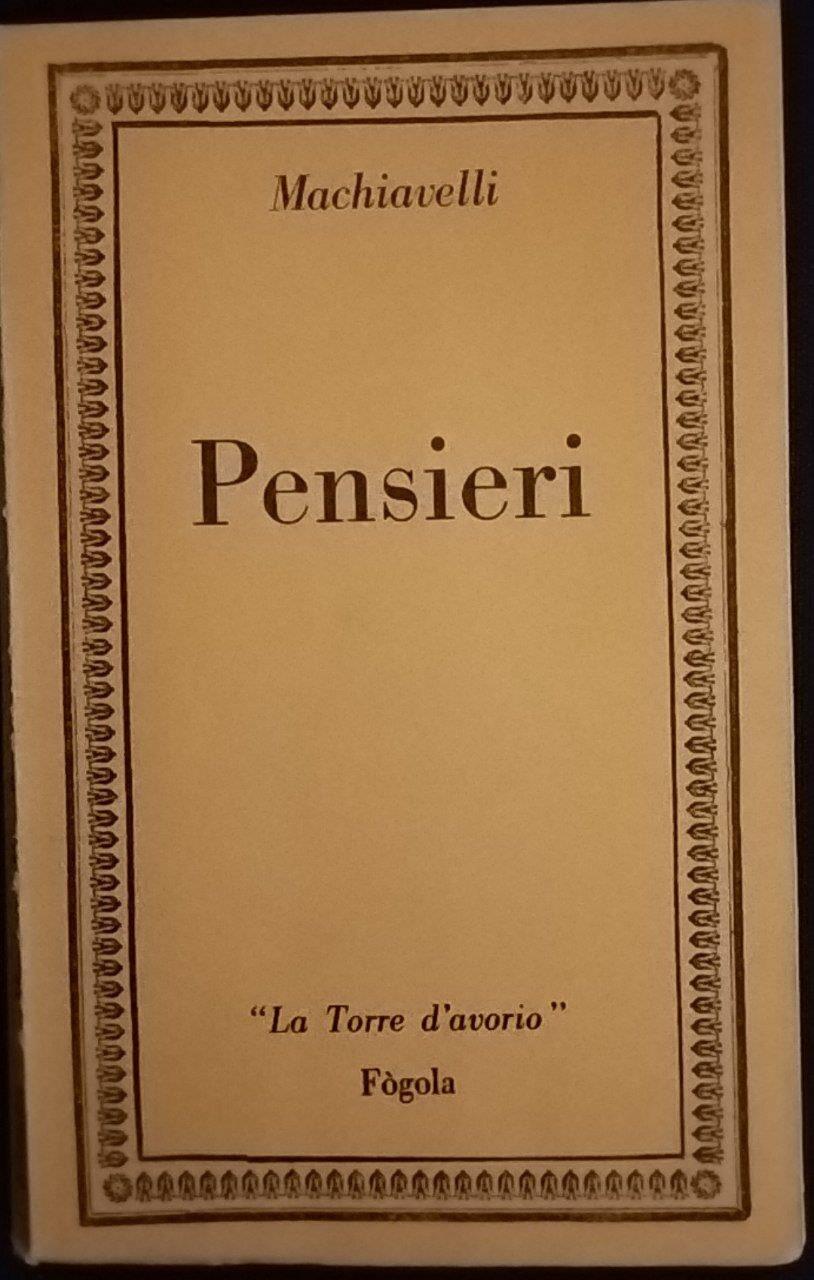 Machiavelli
Pensieri
“La Torre d’avorio”
Fògola